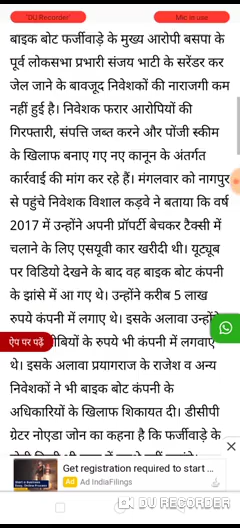 "DU Recorder" Mic in use
बाइक बोट फर्जीवाड़े के मुख्य आरोपी बसपा के
पूर्व लोकसभा प्रभारी संजय भाटी के सरेंडर कर
जेल जाने के बावजूद निवेशकों की नाराजगी कम
नहीं हुई है। निवेशक फरार आरोपियों की
गिरफ्तारी, संपत्ति जब्त करने और पोंजी स्कीम
के खिलाफ बनाए गए नए कानून के अंतर्गत
कार्रवाई की मांग कर रहे हैं। मंगलवार को नागपुर
से पहुंचे निवेशक विशाल कड़वे ने बताया कि वर्ष
2017 में उन्होंने अपनी प्रॉपर्टी बेचकर टैक्सी में
चलाने के लिए एसयूवी कार खरीदी थी। यूट्यूब
पर विडियो देखने के बाद वह बाइक बोट कंपनी
के झांसे में आ गए थे। उन्होंने करीब 5 लाख
रुपये कंपनी में लगाए थे। इसके अलावा
ऐप पर पढ़ें के रुपये भी कंपनी में लगवाए
थे। इसके अलावा प्रयागराज के राजेश व अन्य
निवेशकों ने भी बाइक बोट कंपनी के
अधिकारियों के खिलाफ शिकायत दी। डीसीपी
ग्रेटर नोएडा जोन का कहना है कि फर्जीवाड़े के
Get registration required to start ...
Ad Ad IndiaFilings
DU RECORDER